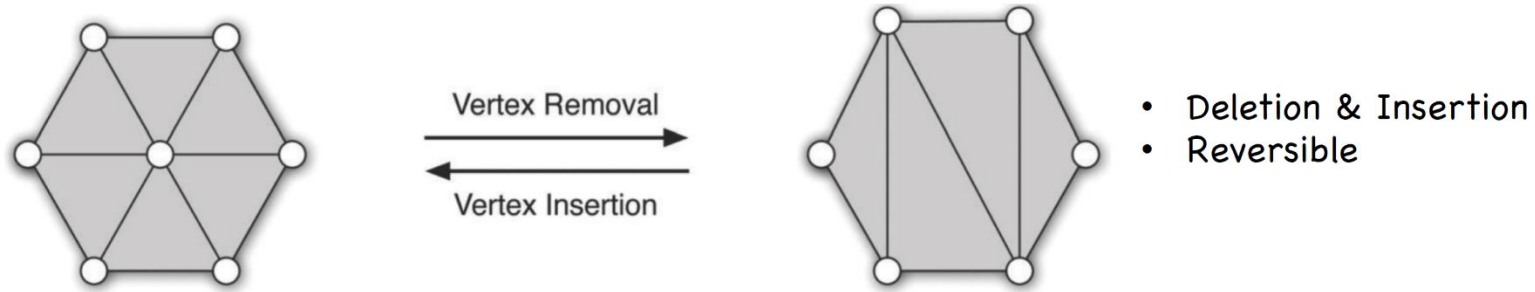 Vertex Removal
Vertex Insertion
• Deletion & Insertion
• Reversible